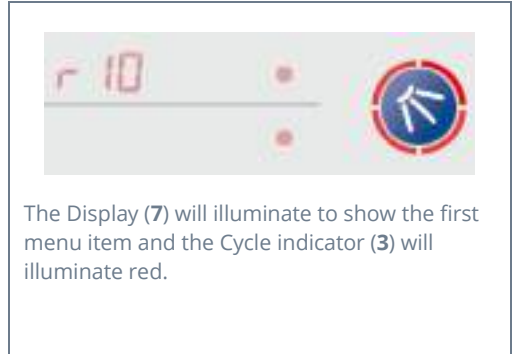 r 10
The Display (7) will illuminate to show the first
menu item and the Cycle indicator (3) will
illuminate red.